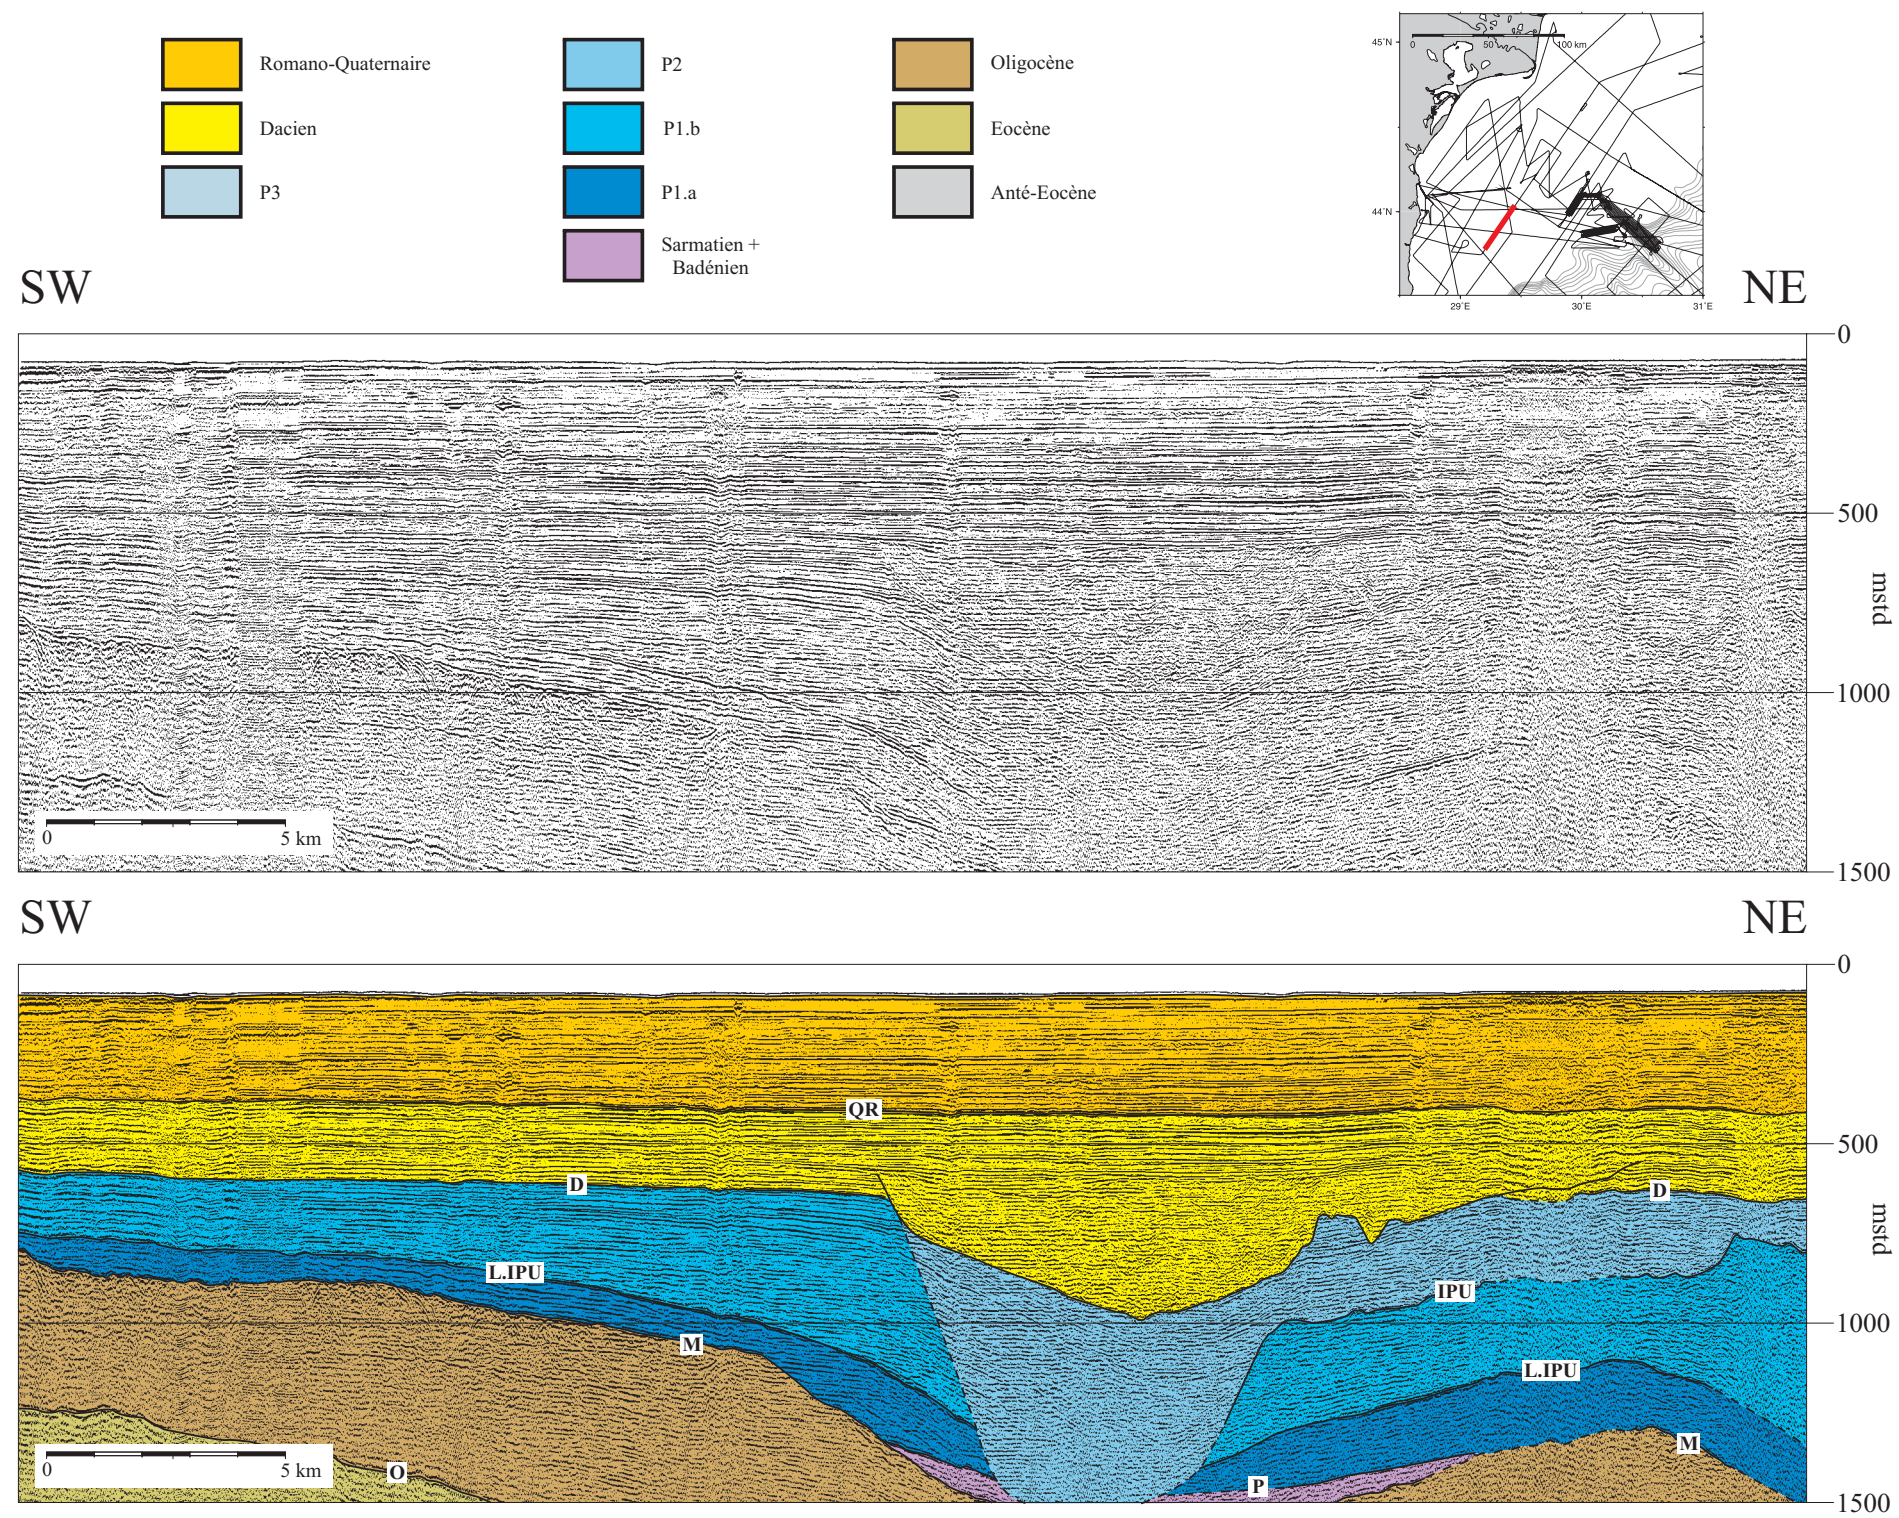 Romano-Quaternaire
Dacien
P3
P2
P1.b
P1.a
Sarmatien +
Badénien
Oligocène
Eocène
Anté-Eocène
45˚N
44˚N
0 50 100 km
29˚E 30˚E 31˚E
SW NE
0
500
1000
1500
mstd
0 5 km
SW NE
0
500
1000
1500
mstd
QR
D
D
L.IPU
IPU
M
L.IPU
M
O
P
0 5 km